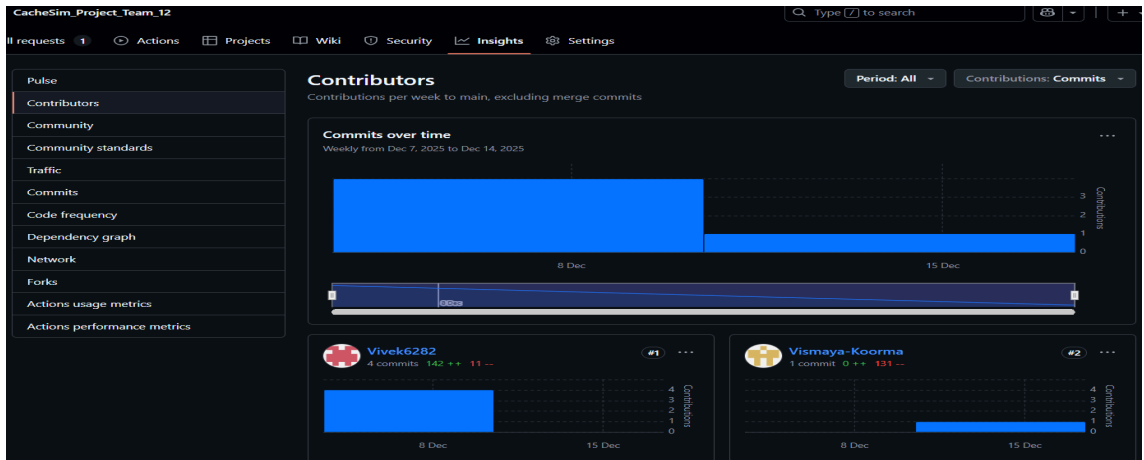 CacheSim_Project_Team_12
Type / to search
ll requests 1 Actions Projects Wiki Security Insights Settings
Pulse
Contributors
Community
Community standards
Traffic
Commits
Code frequency
Dependency graph
Network
Forks
Actions usage metrics
Actions performance metrics
Contributors
Contributions per week to main, excluding merge commits
Period: All
Contributions: Commits
Commits over time
Weekly from Dec 7, 2025 to Dec 14, 2025
3
2
1
0
Contributions
8 Dec
15 Dec
8 Dec
Vivek6282
4 commits 142 ++ 11 --
#1
4
3
2
1
0
Contributions
8 Dec
15 Dec
Vismaya-Koorma
1 commit 0 ++ 131 --
#2
4
3
2
1
0
Contributions
8 Dec
15 Dec